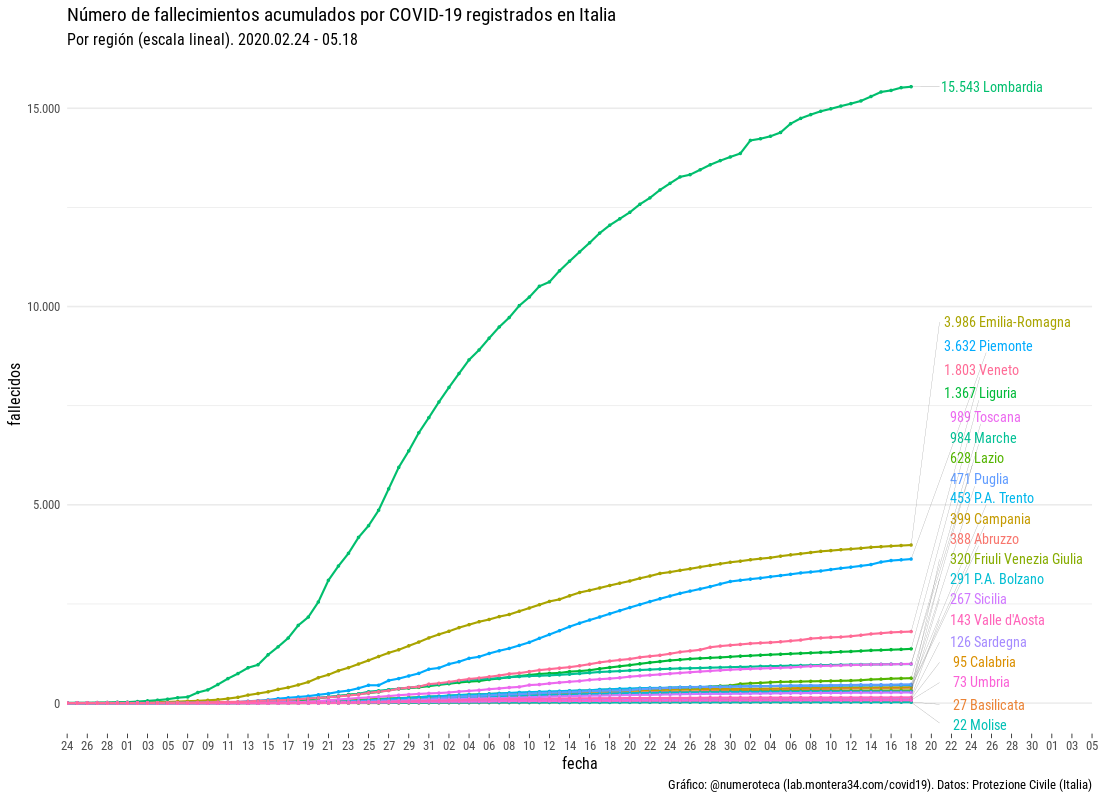 Número de fallecimientos acumulados por COVID-19 registrados en Italia
Por región (escala lineal). 2020.02.24 - 05.18
15.543 Lombardia
15.000
10.000
3.986 Emilia-Romagna
3.632 Piemonte
1.803 Veneto
1.367 Liguria
fallecidos
989 Toscana
984 Marche
628 Lazio
471 Puglia
453 P.A. Trento
5.000
399 Campania
388 Abruzzo
320 Friuli Venezia Giulia
291 P.A. Bolzano
267 Sicilia
143 Valle d'Aosta
126 Sardegna
95 Calabria
73 Umbria
0
27 Basilicata
22 Molise
24 26 28 01 03 05 07 09 11 13 15 17 19 21 23 25 27 29 31 02 04 06 08 10 12 14 16 18 20 22 24 26 28 30 02 04 06 08 10 12 14 16 18 20 22 24 26 28 30 01 03 05
fecha
Gráfico: @numeroteca (lab.montera34.com/covid19). Datos: Protezione Civile (Italia)